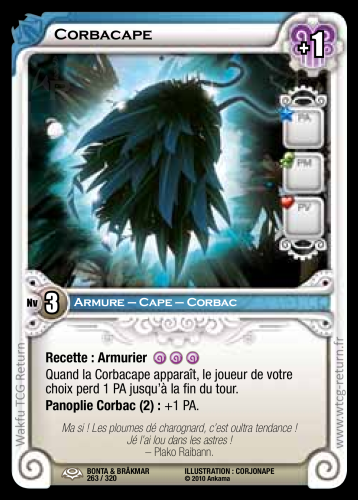 Corbacape
+1
PA
PM
PV
Nv 3
Armure – Cape – Corbac
Recette : Armurier
Quand la Corbacape apparaît, le joueur de votre
choix perd 1 PA jusqu'à la fin du tour.
Panoplie Corbac (2) : +1 PA.
Ma si ! Les ploumes dé charognard, c'est oultra tendance !
Jé l'ai lou dans les astres !
– Plako Raibann.
Wakfu TCG Return
www.wtcg-return.fr
BONTA & BRÂKMAR
263 / 320
ILLUSTRATION : CORJONAPE
© 2010 Ankama